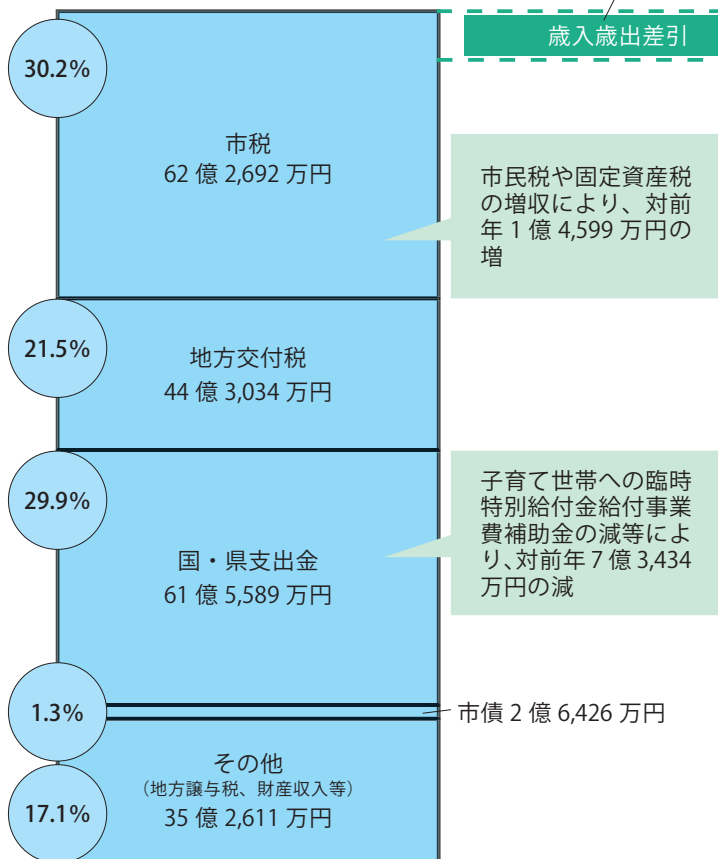 歳入歳出差引
30.2%
市税
62 億 2,692 万円
市民税や固定資産税
の増収により、対前
年 1 億 4,599 万円の
増
21.5%
地方交付税
44 億 3,034 万円
29.9%
国・県支出金
61 億 5,589 万円
子育て世帯への臨時
特別給付金給付事業
費補助金の減等によ
り、対前年 7 億 3,434
万円の減
1.3%
市債 2 億 6,426 万円
17.1%
その他
（地方譲与税、財産収入等）
35 億 2,611 万円